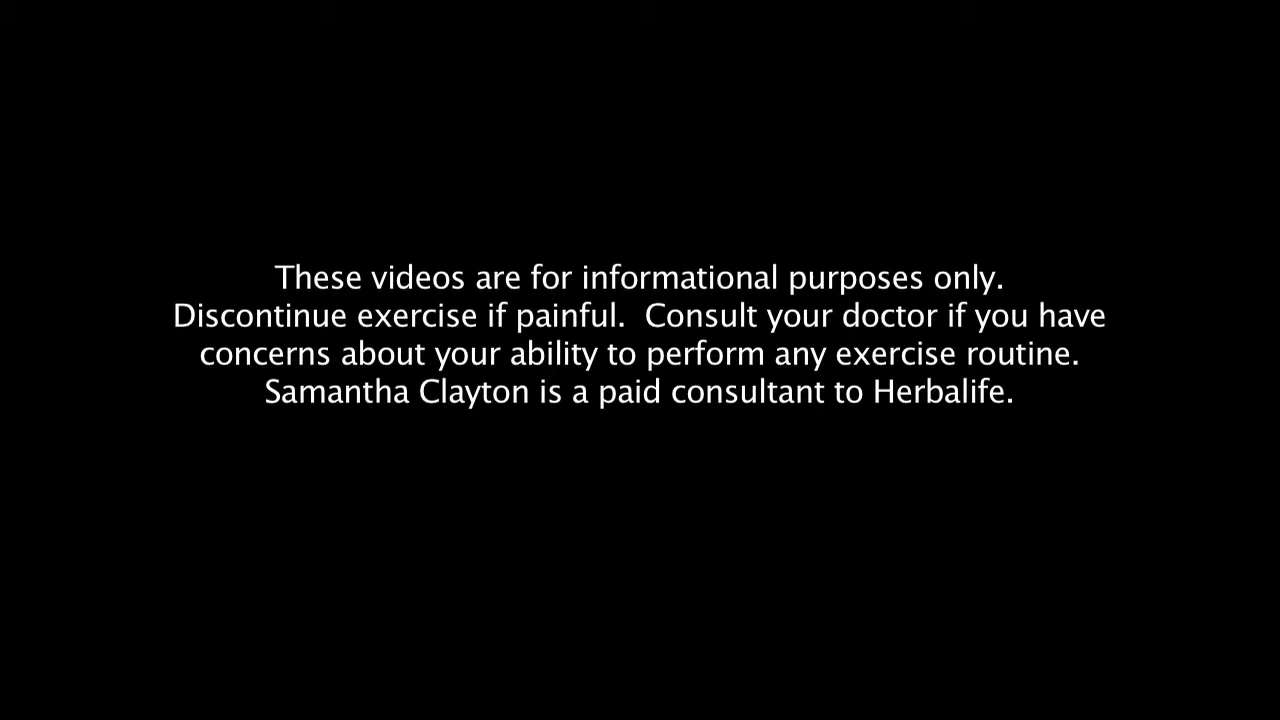 These videos are for informational purposes only.
Discontinue exercise if painful.  Consult your doctor if you have
concerns about your ability to perform any exercise routine.
Samantha Clayton is a paid consultant to Herbalife.